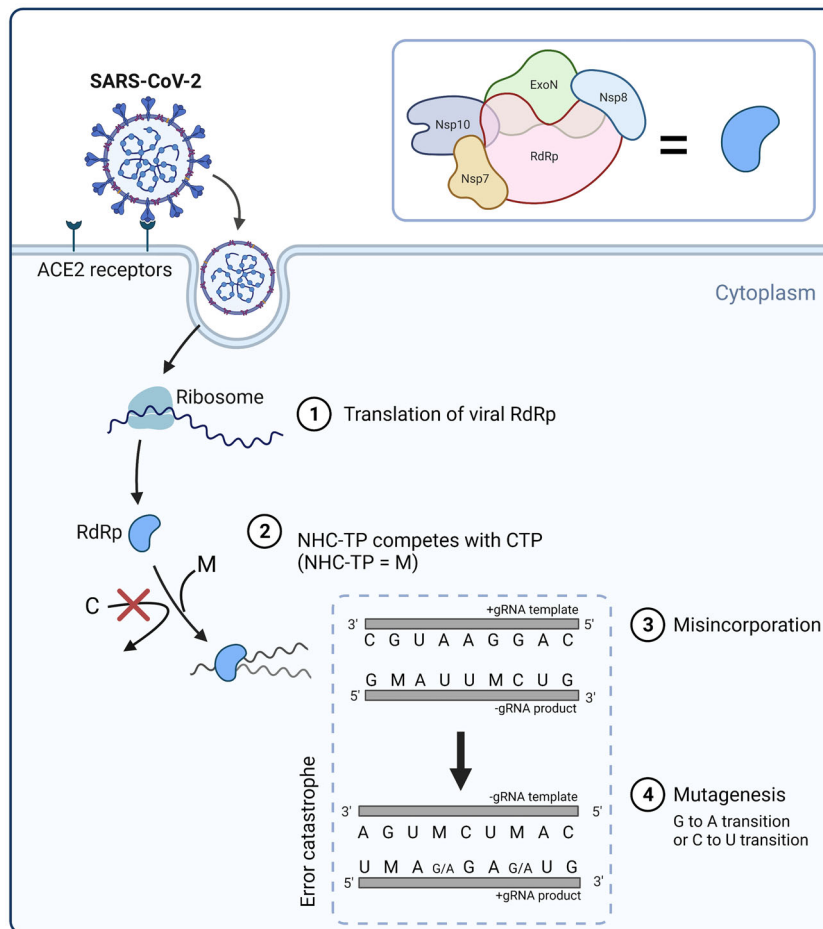 SARS-CoV-2
ExoN
Nsp8
Nsp10
RdRp
Nsp7
=
ACE2 receptors
Cytoplasm
Ribosome
1 Translation of viral RdRp
RdRp
2 NHC-TP competes with CTP
(NHC-TP = M)
M
C
Error catastrophe
+gRNA template
3' 5'
C G U A A G G A C
G M A U U M C U G
5' 3'
-gRNA product
3 Misincorporation
-gRNA template
3' 5'
A G U M C U M A C
U M A G/A G A G/A U G
5' 3'
+gRNA product
4 Mutagenesis
G to A transition
or C to U transition